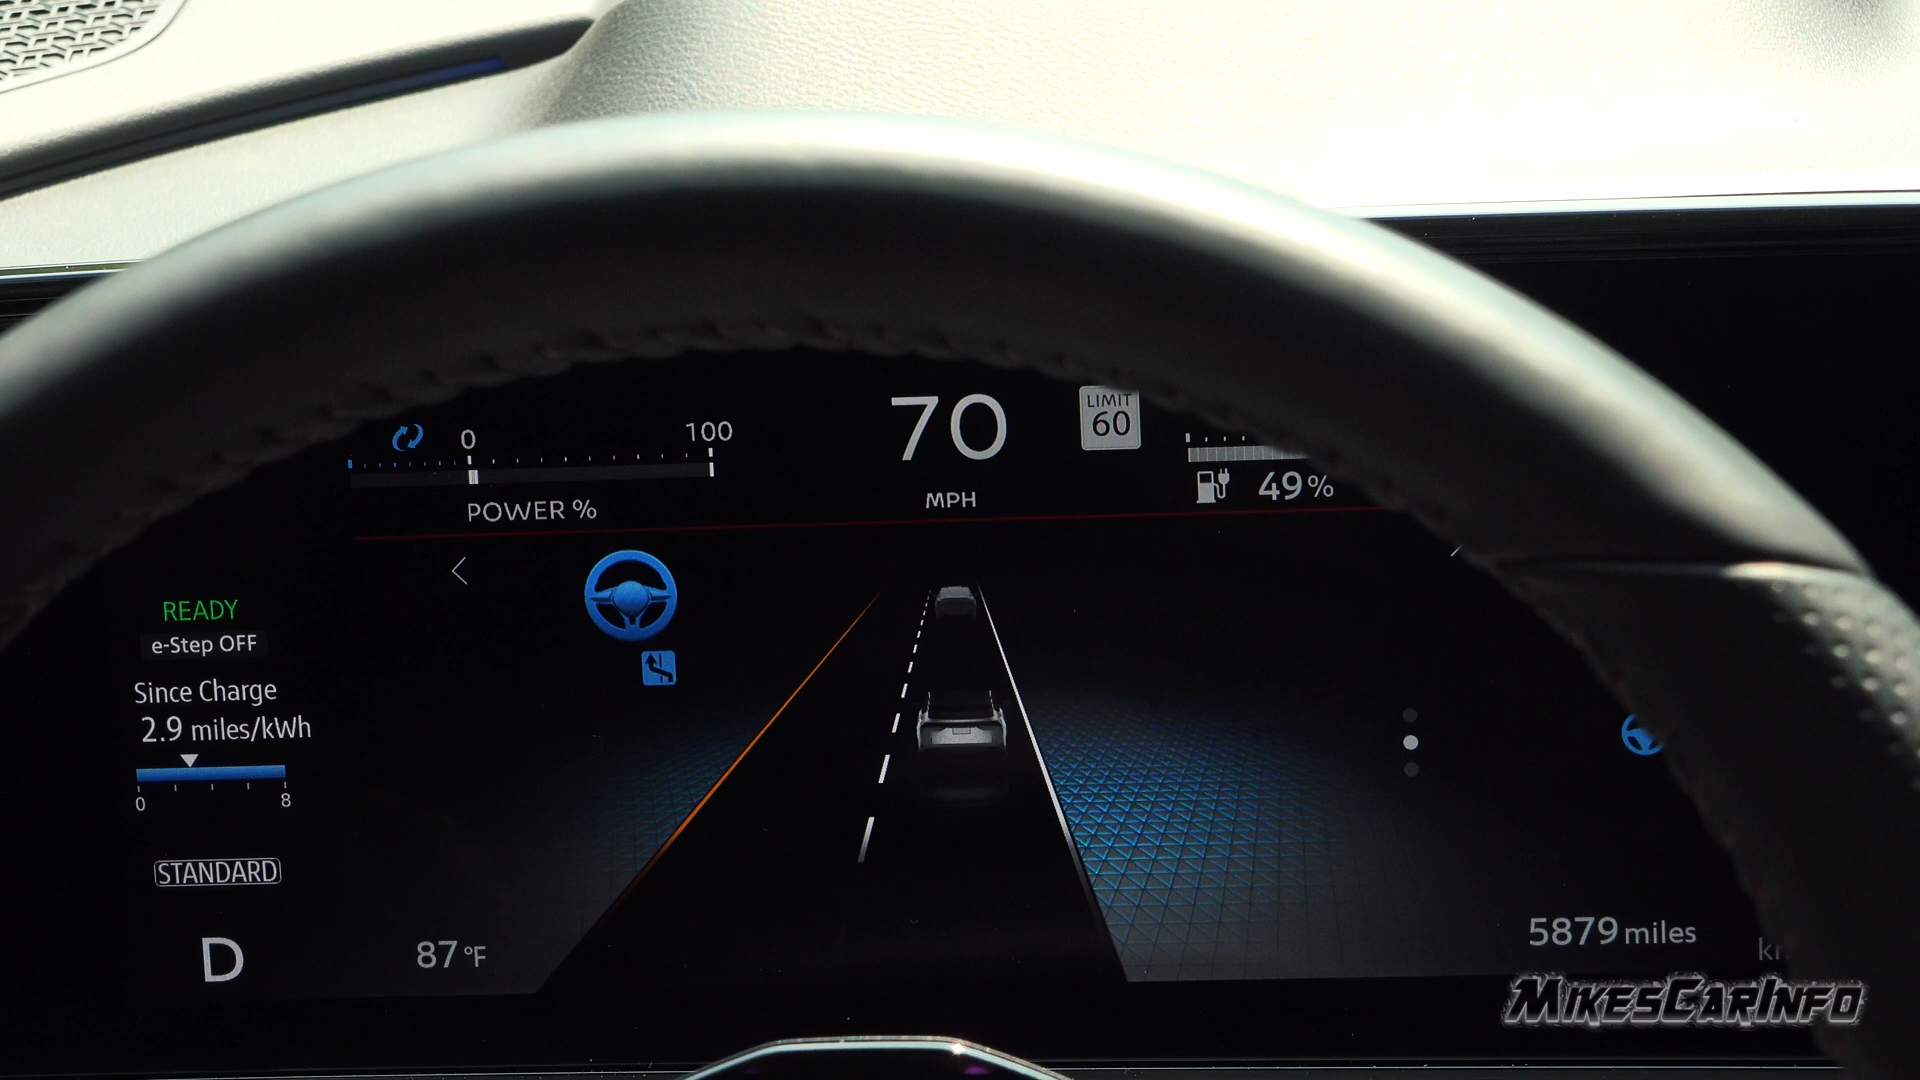 0
100
POWER %
70
MPH
LIMIT
60
49%
READY
e-Step OFF
Since Charge
2.9 miles/kWh
0
8
STANDARD
D
87 °F
5879 miles
MIKESCARINFO